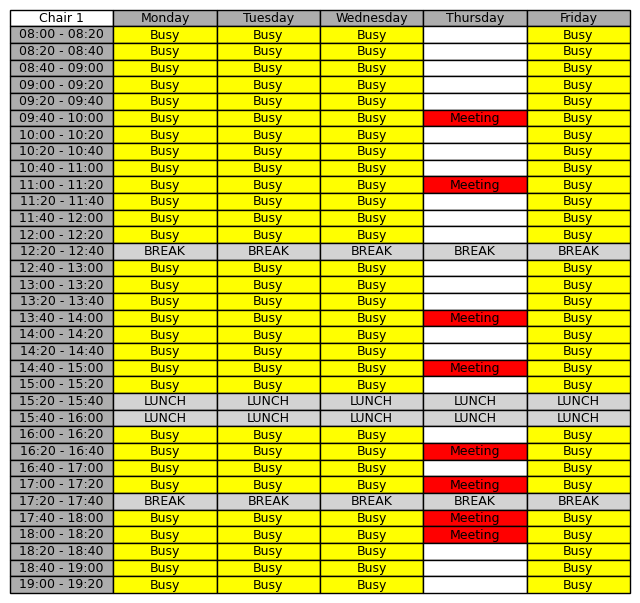 Chair 1 Monday Tuesday Wednesday Thursday Friday
08:00 - 08:20 Busy Busy Busy Busy
08:20 - 08:40 Busy Busy Busy Busy
08:40 - 09:00 Busy Busy Busy Busy
09:00 - 09:20 Busy Busy Busy Busy
09:20 - 09:40 Busy Busy Busy Busy
09:40 - 10:00 Busy Busy Busy Meeting Busy
10:00 - 10:20 Busy Busy Busy Busy
10:20 - 10:40 Busy Busy Busy Busy
10:40 - 11:00 Busy Busy Busy Busy
11:00 - 11:20 Busy Busy Busy Meeting Busy
11:20 - 11:40 Busy Busy Busy Busy
11:40 - 12:00 Busy Busy Busy Busy
12:00 - 12:20 Busy Busy Busy Busy
12:20 - 12:40 BREAK BREAK BREAK BREAK BREAK
12:40 - 13:00 Busy Busy Busy Busy
13:00 - 13:20 Busy Busy Busy Busy
13:20 - 13:40 Busy Busy Busy Busy
13:40 - 14:00 Busy Busy Busy Meeting Busy
14:00 - 14:20 Busy Busy Busy Busy
14:20 - 14:40 Busy Busy Busy Busy
14:40 - 15:00 Busy Busy Busy Meeting Busy
15:00 - 15:20 Busy Busy Busy Busy
15:20 - 15:40 LUNCH LUNCH LUNCH LUNCH LUNCH
15:40 - 16:00 LUNCH LUNCH LUNCH LUNCH LUNCH
16:00 - 16:20 Busy Busy Busy Busy
16:20 - 16:40 Busy Busy Busy Meeting Busy
16:40 - 17:00 Busy Busy Busy Busy
17:00 - 17:20 Busy Busy Busy Meeting Busy
17:20 - 17:40 BREAK BREAK BREAK BREAK BREAK
17:40 - 18:00 Busy Busy Busy Meeting Busy
18:00 - 18:20 Busy Busy Busy Meeting Busy
18:20 - 18:40 Busy Busy Busy Busy
18:40 - 19:00 Busy Busy Busy Busy
19:00 - 19:20 Busy Busy Busy Busy